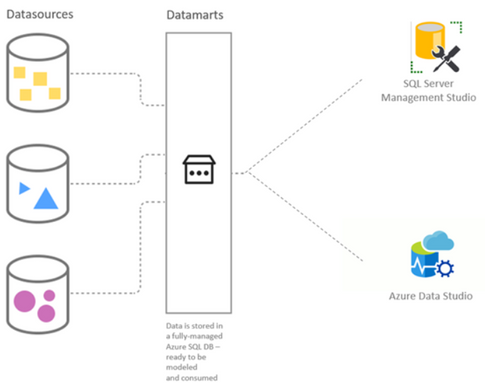 Datasources
Datamarts
SQL Server
Management Studio
Azure Data Studio
Data is stored in
a fully-managed
Azure SQL DB –
ready to be
modeled
and consumed